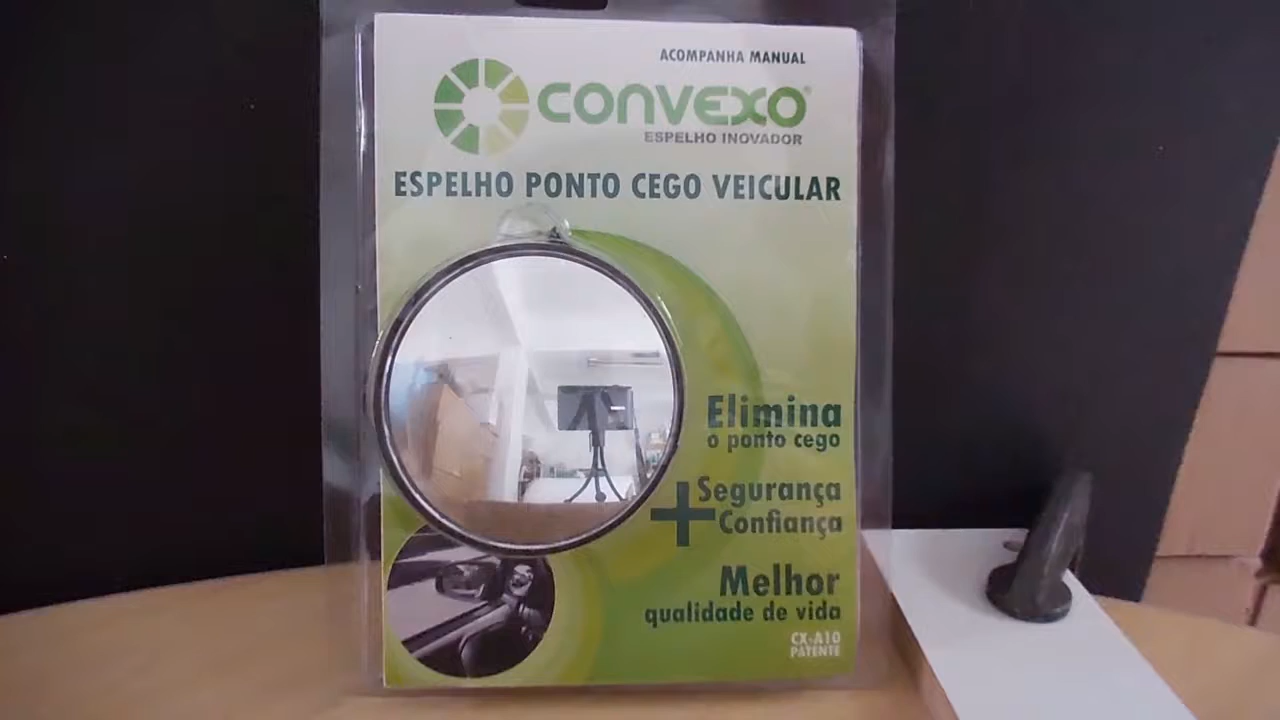 ACOMPANHA MANUAL
CONVEXO®
ESPELHO INOVADOR
ESPELHO PONTO CEGO VEICULAR
Elimina
o ponto cego
+ Segurança
Confiança
Melhor
qualidade de vida
CX-A10
PATENTE